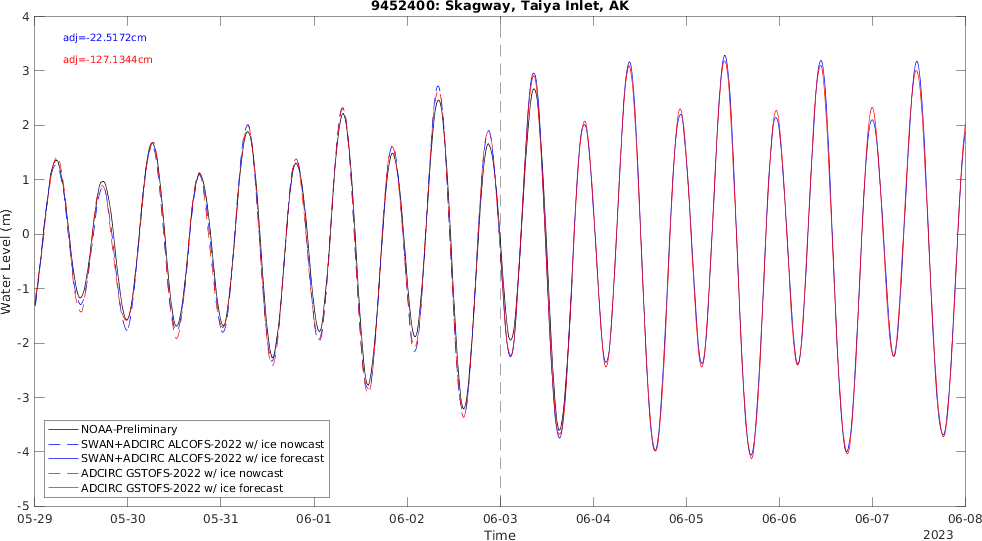 9452400: Skagway, Taiya Inlet, AK
adj=-22.5172cm
adj=-127.1344cm
4
3
2
1
0
-1
-2
-3
-4
-5
Water Level (m)
NOAA-Preliminary
SWAN+ADCIRC ALCOFS-2022 w/ ice nowcast
SWAN+ADCIRC ALCOFS-2022 w/ ice forecast
ADCIRC GSTOFS-2022 w/ ice nowcast
ADCIRC GSTOFS-2022 w/ ice forecast
05-29 05-30 05-31 06-01 06-02 06-03 06-04 06-05 06-06 06-07 06-08
Time
2023